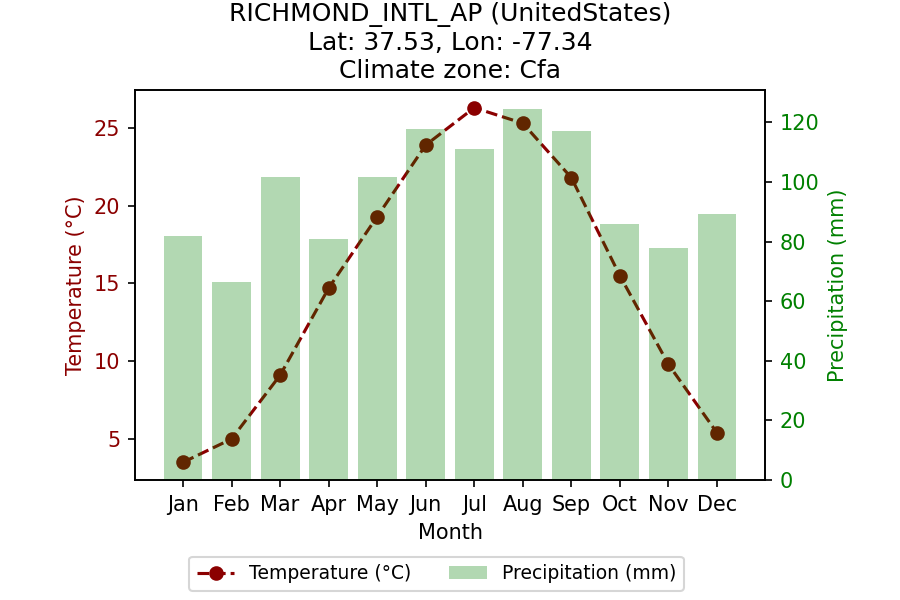 RICHMOND_INTL_AP (UnitedStates)
Lat: 37.53, Lon: -77.34
Climate zone: Cfa
25
20
15
10
5
Temperature (°C)
120
100
80
60
40
20
0
Precipitation (mm)
Jan Feb Mar Apr May Jun Jul Aug Sep Oct Nov Dec
Month
Temperature (°C) Precipitation (mm)